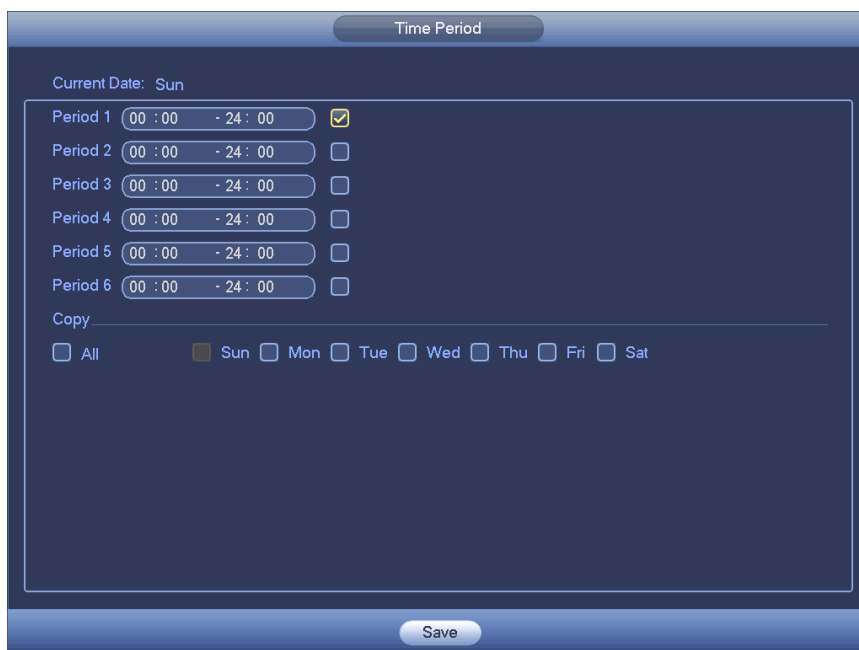 Time Period
Current Date: Sun
Period 1 00 :00 - 24 : 00
Period 2 00 :00 - 24 : 00
Period 3 00 :00 - 24 : 00
Period 4 00 :00 - 24 : 00
Period 5 00 :00 - 24 : 00
Period 6 00 :00 - 24 : 00
Copy
All Sun Mon Tue Wed Thu Fri Sat
Save